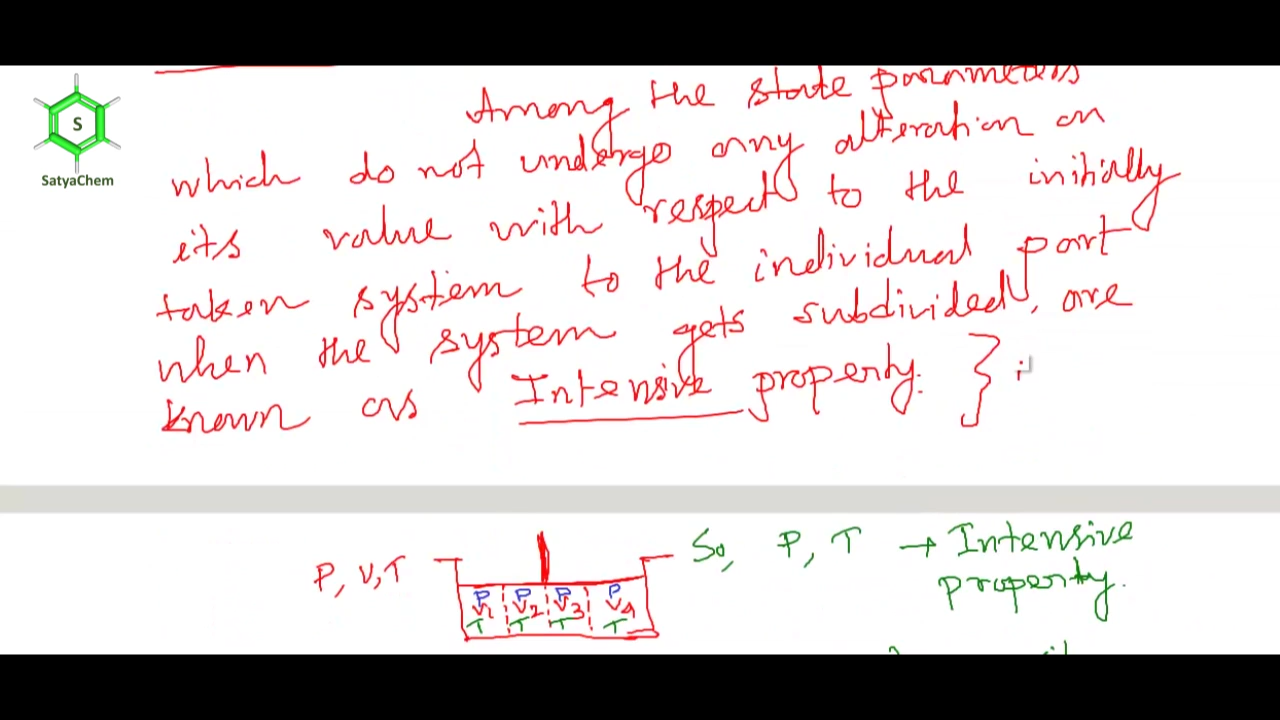 S
SatyaChem
Among the state parameters
which do not undergo any alteration on
its value with respect to the initially
taken system to the individual part
when the system gets subdivided, are
known as Intensive property. }
P, V, T
P P P P
V1 V2 V3 V4
T T T T
So, P, T → Intensive
property.